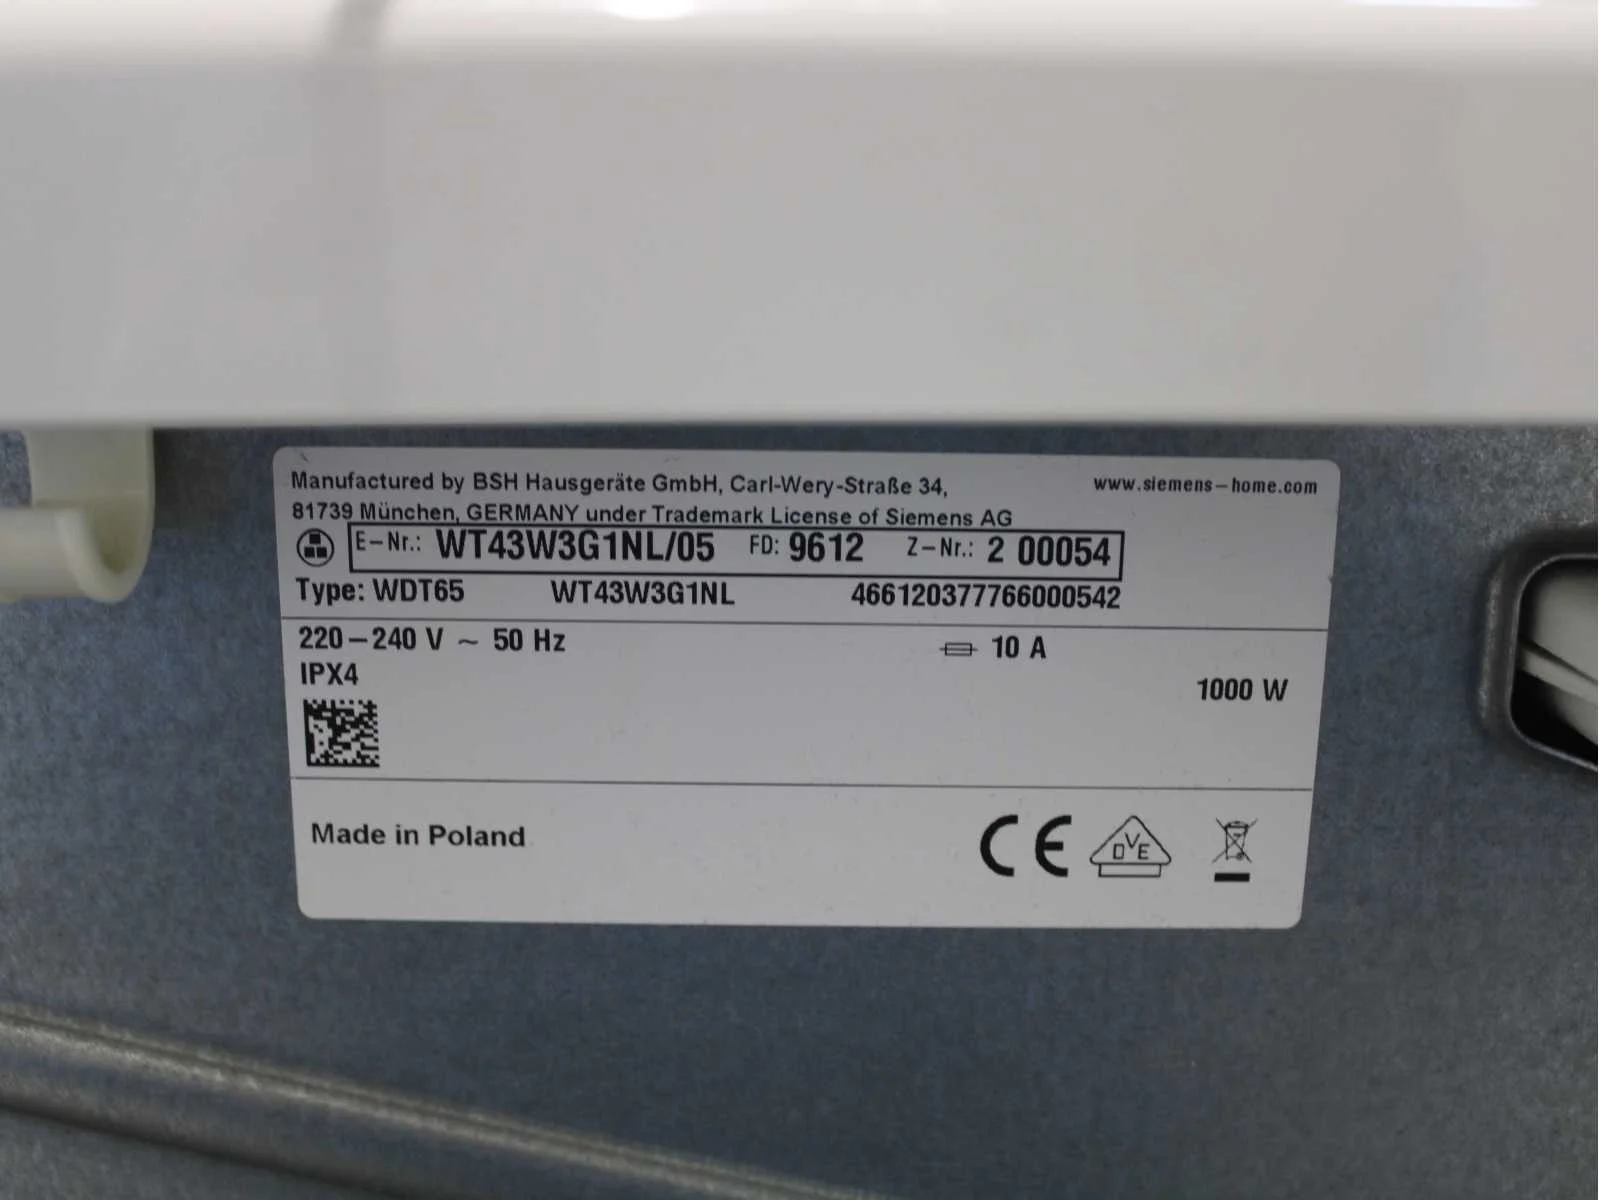 Manufactured by BSH Hausgeräte GmbH, Carl-Wery-Straße 34,
www.siemens-home.com
81739 München, GERMANY under Trademark License of Siemens AG
E-Nr.: WT43W3G1NL/05 FD: 9612 Z-Nr.: 2 00054
Type: WDT65 WT43W3G1NL 466120377766000542
220-240 V ~ 50 Hz 10 A
IPX4
1000 W
Made in Poland
CE DVE